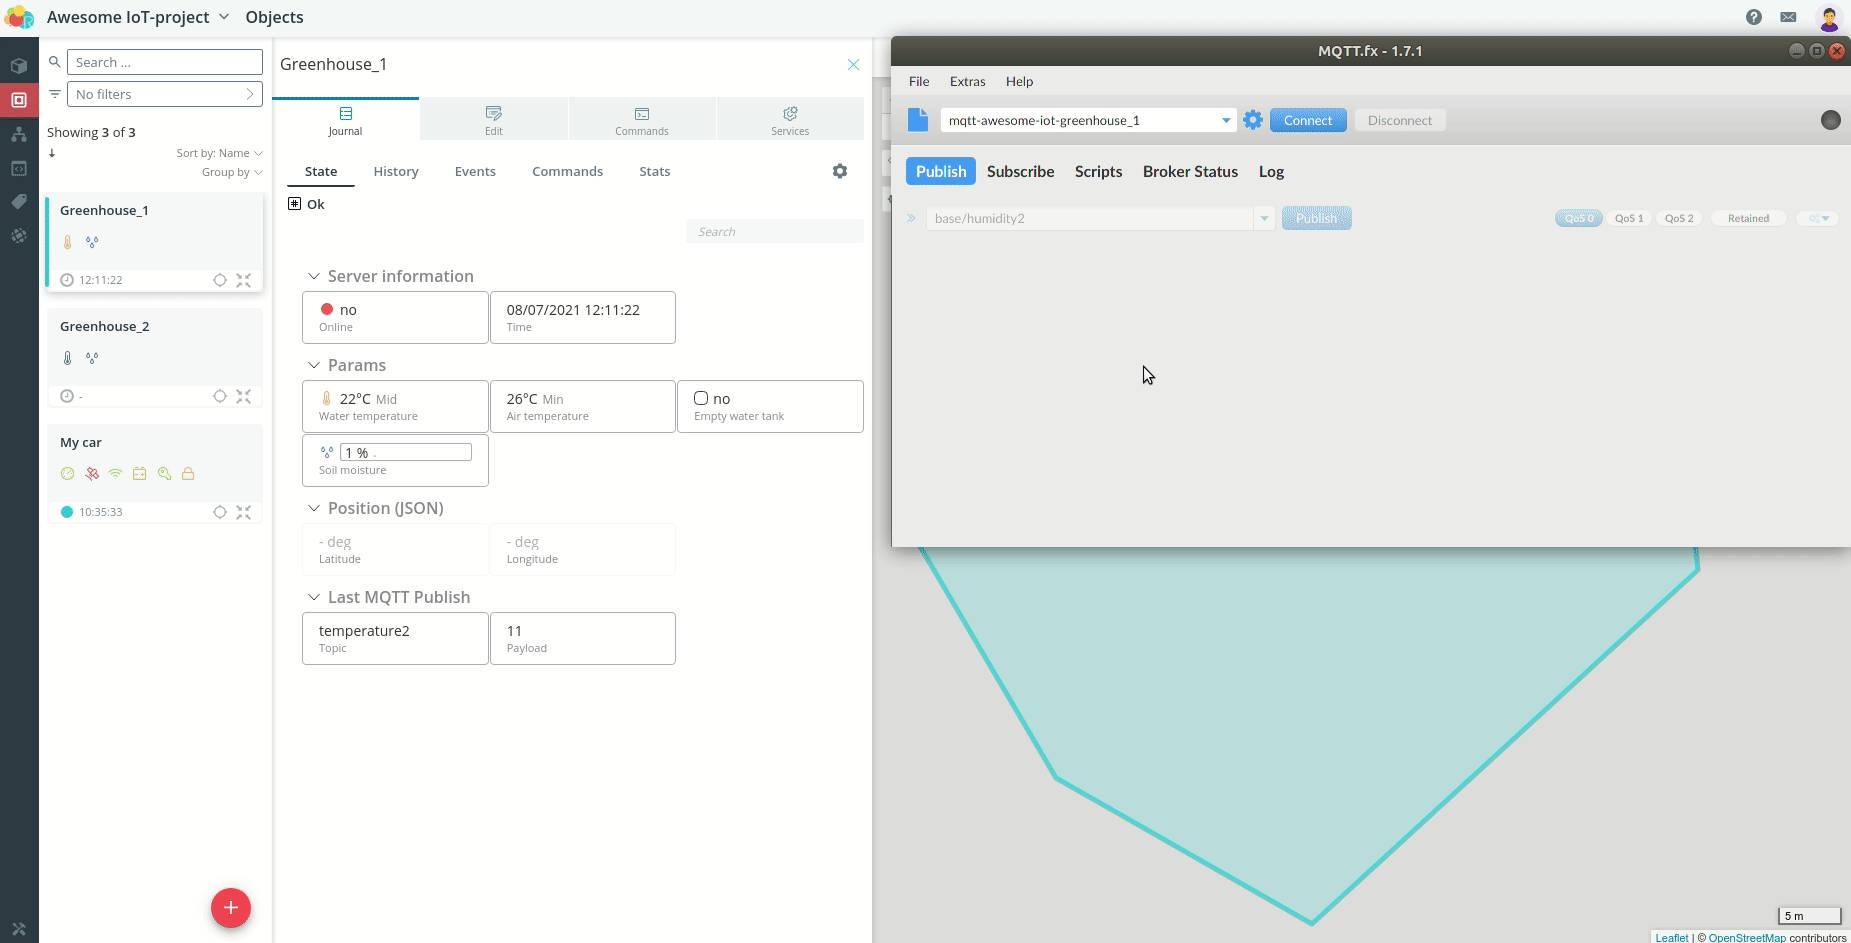 Awesome IoT-project Objects
Search ...
No filters
Showing 3 of 3
Sort by: Name
Group by
Greenhouse_1
12:11:22
Greenhouse_2
-
My car
10:35:33
Greenhouse_1
Journal
Edit
Commands
Services
State
History
Events
Commands
Stats
Ok
Search
Server information
no
Online
08/07/2021 12:11:22
Time
Params
22°C Mid
Water temperature
26°C Min
Air temperature
no
Empty water tank
1 % .
Soil moisture
Position (JSON)
- deg
Latitude
- deg
Longitude
Last MQTT Publish
temperature2
Topic
11
Payload
MQTT.fx - 1.7.1
File Extras Help
mqtt-awesome-iot-greenhouse_1
Connect
Disconnect
Publish
Subscribe
Scripts
Broker Status
Log
base/humidity2
Publish
QoS 0
QoS 1
QoS 2
Retained
5 m
Leaflet | © OpenStreetMap contributors